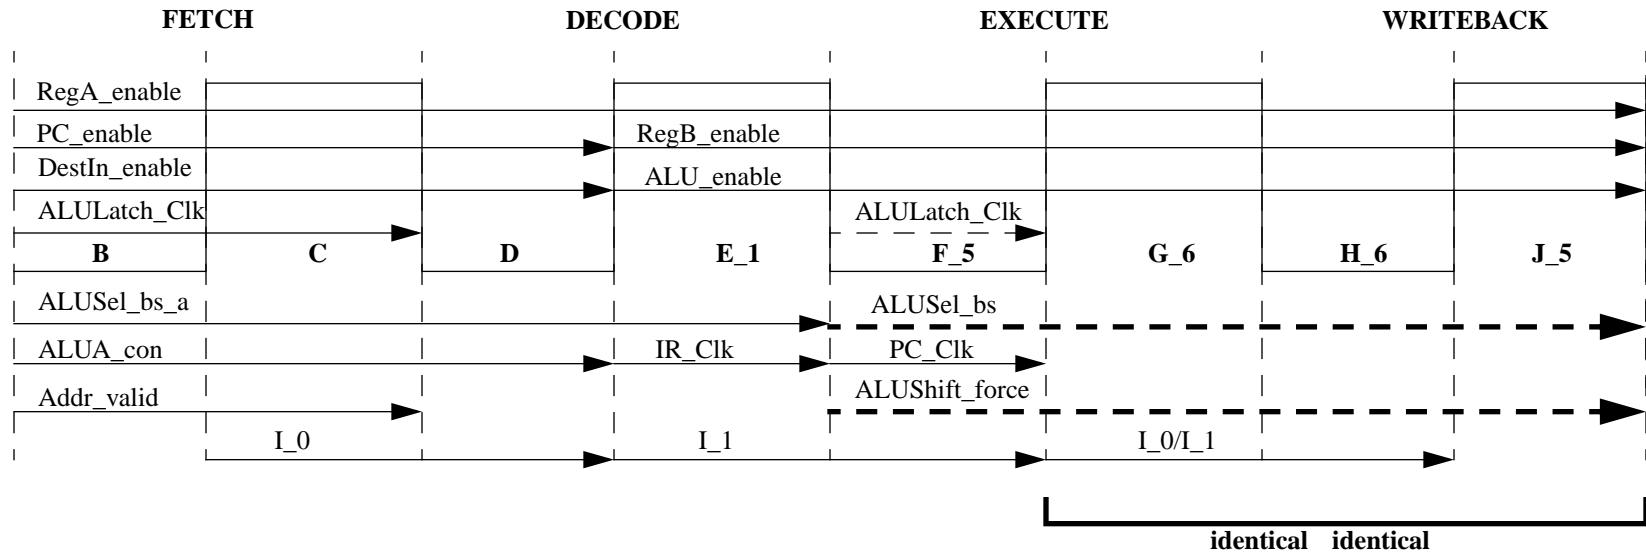 FETCH DECODE EXECUTE WRITEBACK
RegA_enable
PC_enable RegB_enable
DestIn_enable ALU_enable
ALULatch_Clk ALULatch_Clk
B C D E_1 F_5 G_6 H_6 J_5
ALUSel_bs_a ALUSel_bs
ALUA_con IR_Clk PC_Clk
Addr_valid ALUShift_force
I_0 I_1 I_0/I_1
identical identical